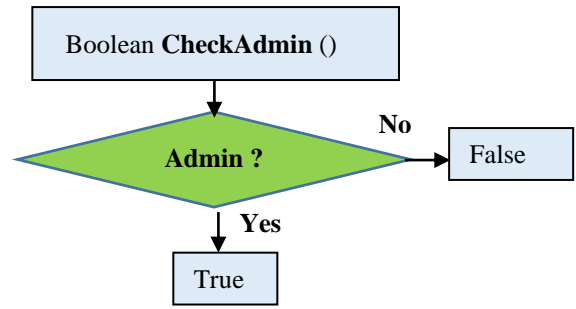 Boolean CheckAdmin ()
No
Admin ?
False
Yes
True